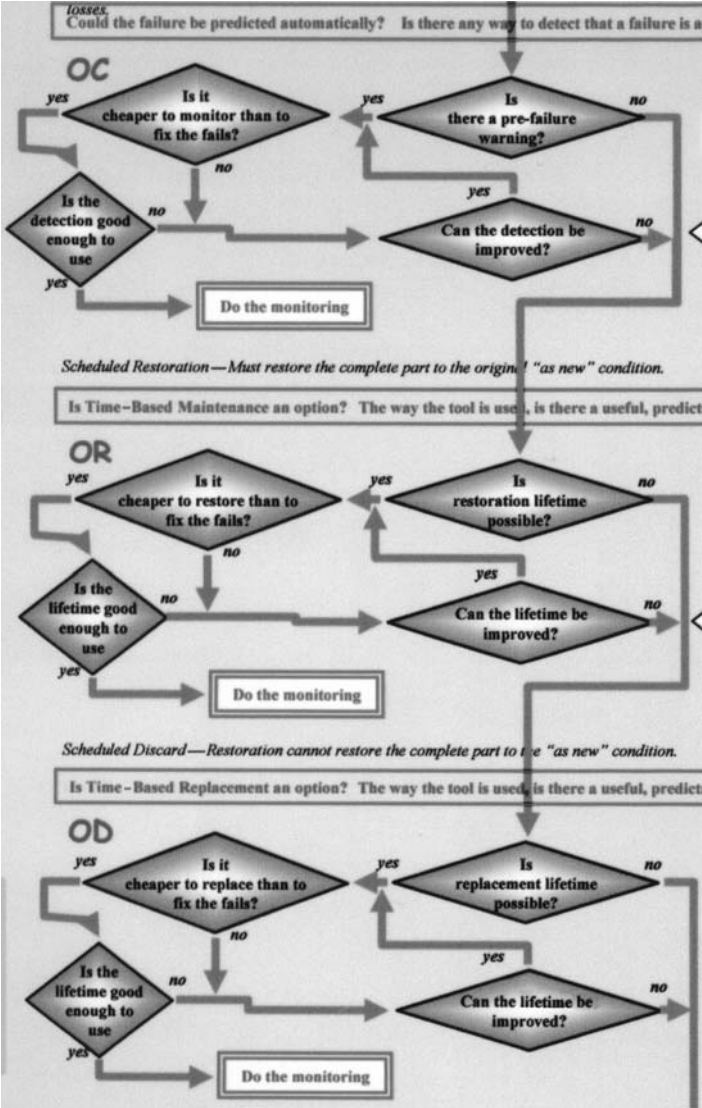 losses.
Could the failure be predicted automatically? Is there any way to detect that a failure is a
OC
yes
Is it
cheaper to monitor than to
fix the fails?
yes
Is
there a pre-failure
warning?
no
no
Is the
detection good
enough to
use
no
yes
Can the detection be
improved?
no
yes
Do the monitoring
Scheduled Restoration—Must restore the complete part to the original "as new" condition.
Is Time-Based Maintenance an option? The way the tool is used, is there a useful, predict
OR
yes
Is it
cheaper to restore than to
fix the fails?
yes
Is
restoration lifetime
possible?
no
no
Is the
lifetime good
enough to
use
no
yes
Can the lifetime be
improved?
no
yes
Do the monitoring
Scheduled Discard—Restoration cannot restore the complete part to the "as new" condition.
Is Time-Based Replacement an option? The way the tool is used, is there a useful, predict
OD
yes
Is it
cheaper to replace than to
fix the fails?
yes
Is
replacement lifetime
possible?
no
no
Is the
lifetime good
enough to
use
no
yes
Can the lifetime be
improved?
no
yes
Do the monitoring